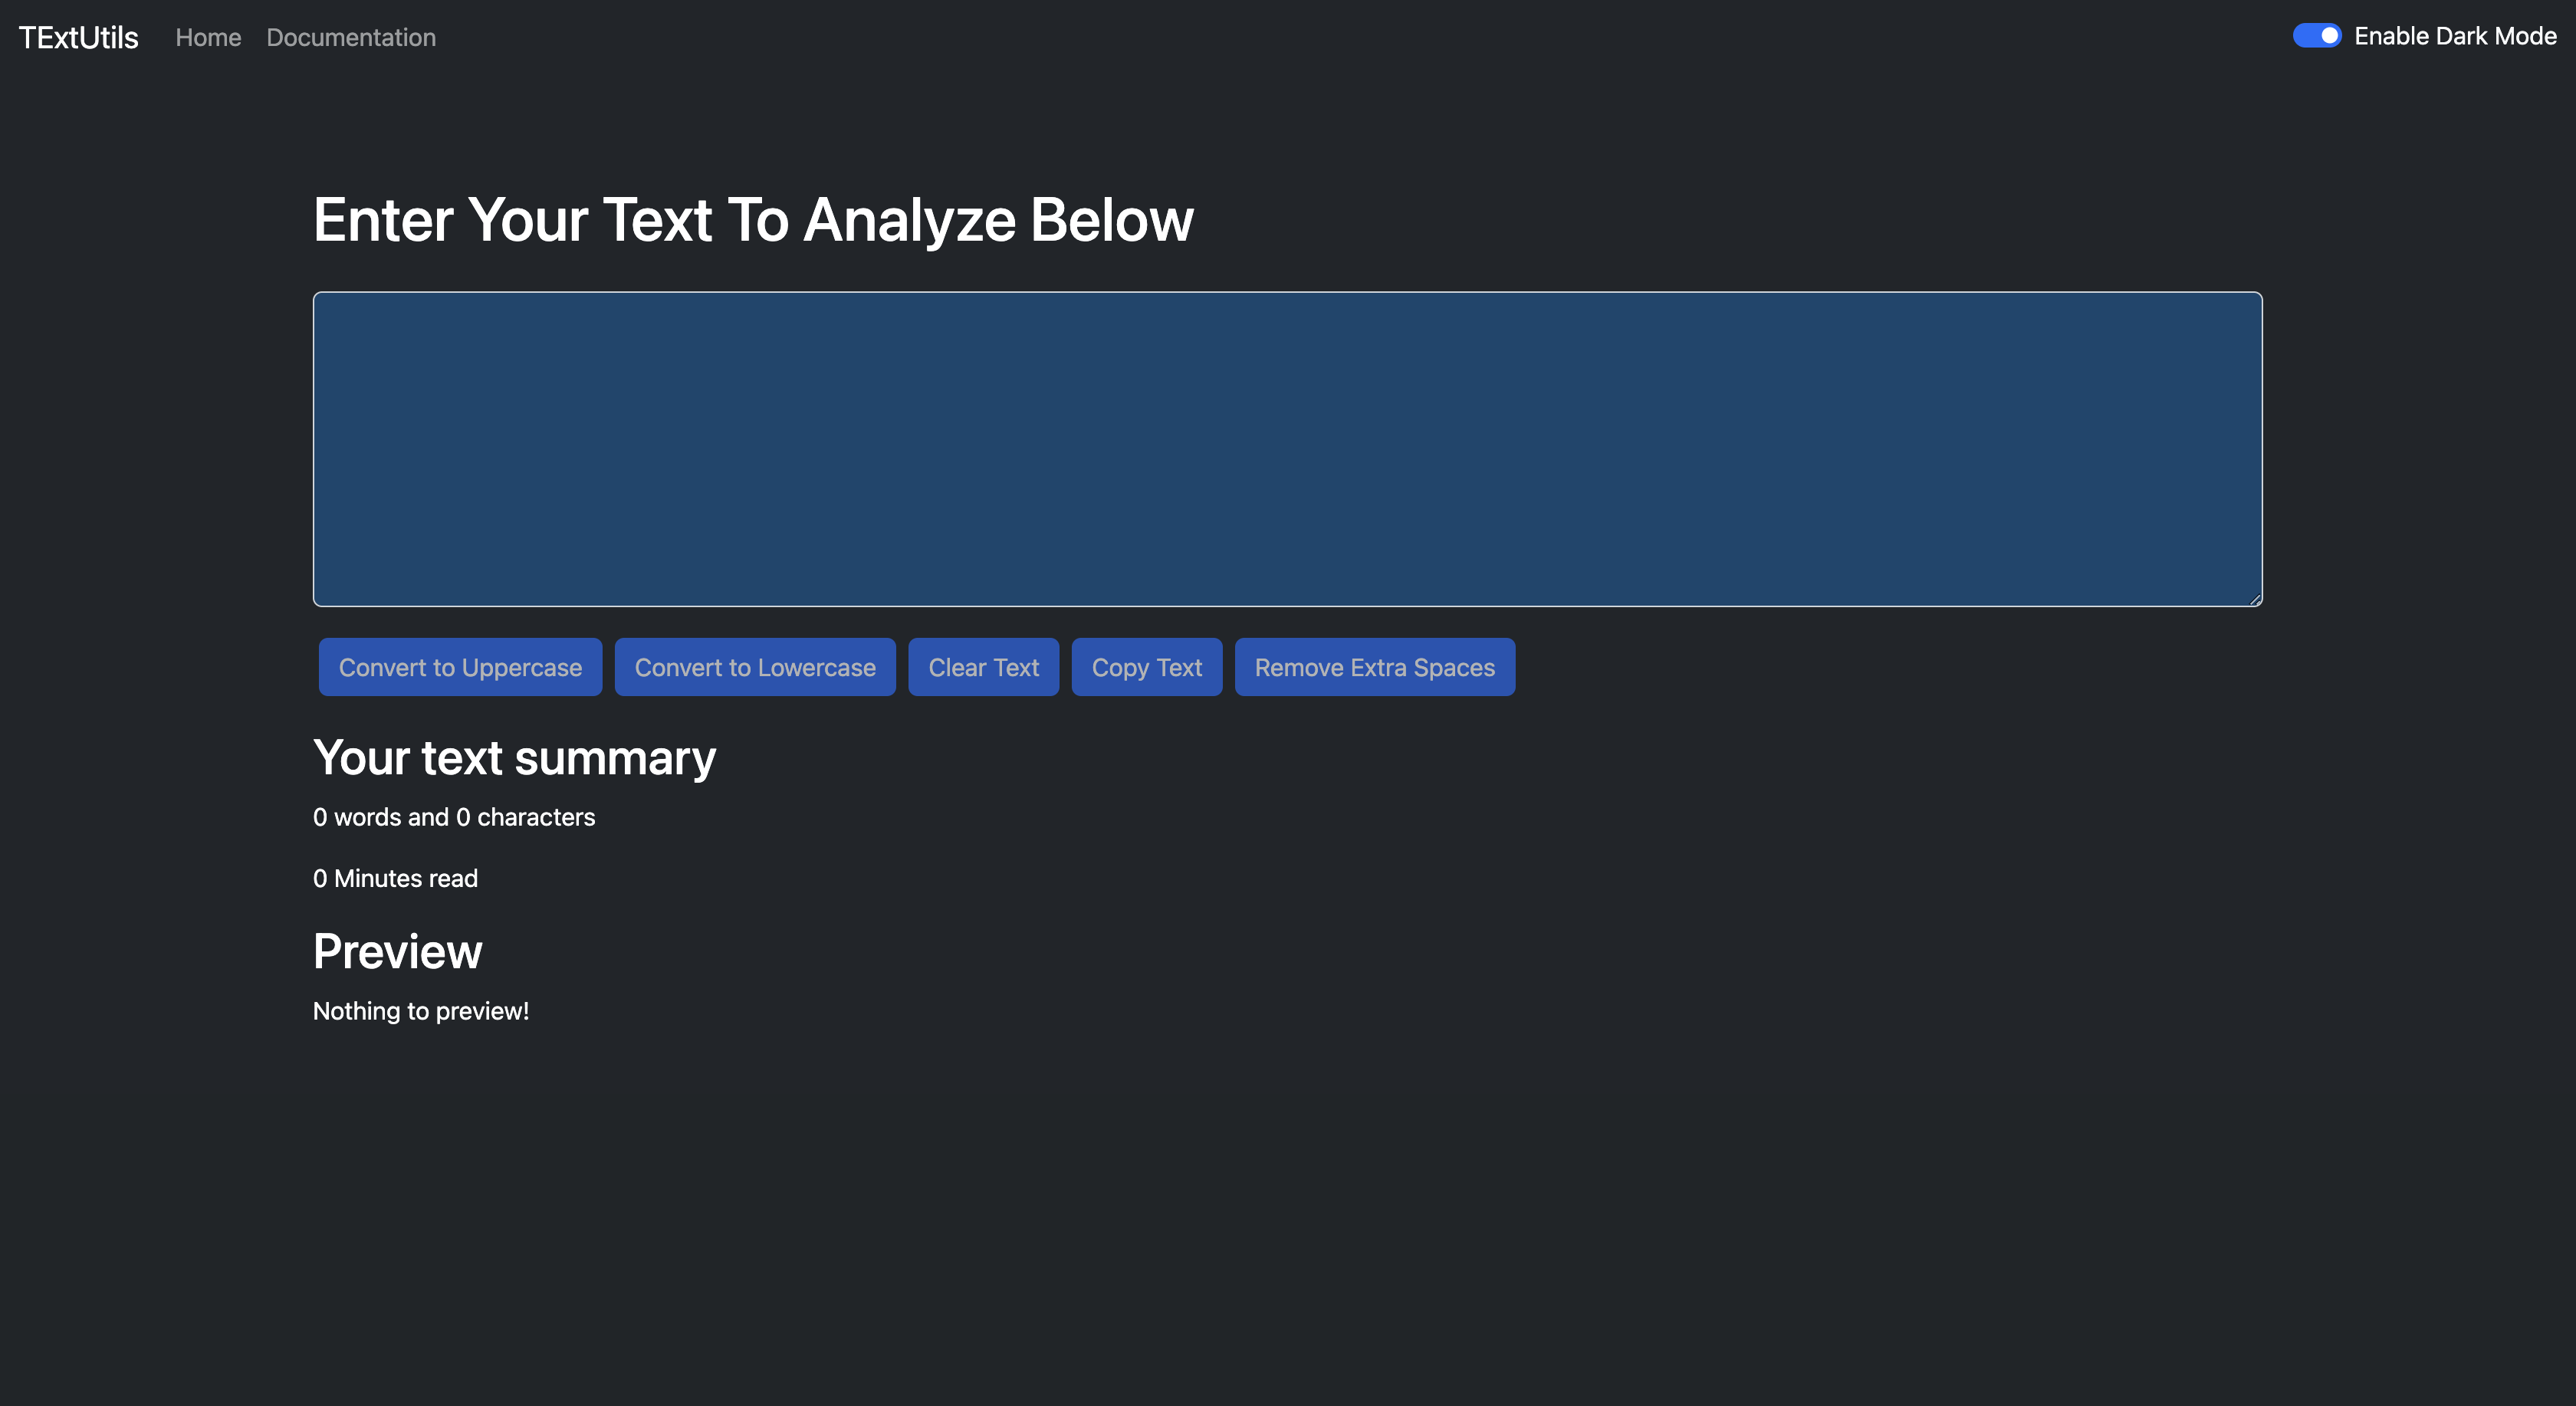 TExtUtils Home Documentation Enable Dark Mode
Enter Your Text To Analyze Below
Convert to Uppercase Convert to Lowercase Clear Text Copy Text Remove Extra Spaces
Your text summary
0 words and 0 characters
0 Minutes read
Preview
Nothing to preview!